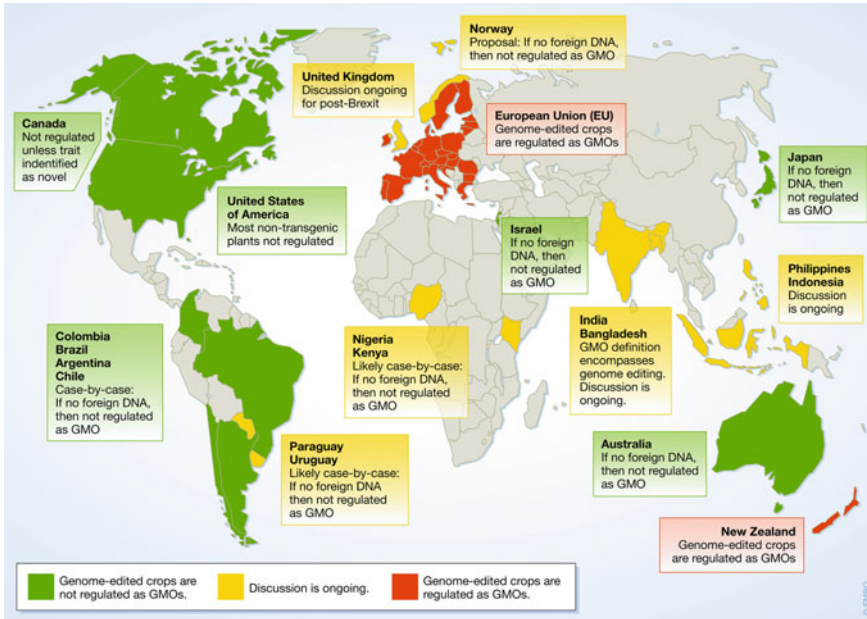 Norway
Proposal: If no foreign DNA,
then not regulated as GMO
United Kingdom
Discussion ongoing
for post-Brexit
European Union (EU)
Genome-edited crops
are regulated as GMOs
Canada
Not regulated
unless trait
indentified
as novel
United States
of America
Most non-transgenic
plants not regulated
Japan
If no foreign
DNA, then
not regulated
as GMO
Israel
If no foreign
DNA, then
not regulated
as GMO
Philippines
Indonesia
Discussion
is ongoing
Colombia
Brazil
Argentina
Chile
Case-by-case:
If no foreign DNA,
then not regulated
as GMO
Nigeria
Kenya
Likely case-by-case:
If no foreign DNA,
then not regulated
as GMO
India
Bangladesh
GMO definition
encompasses
genome editing.
Discussion is
ongoing.
Paraguay
Uruguay
Likely case-by-case:
If no foreign DNA
then not regulated
as GMO
Australia
If no foreign DNA,
then not regulated
as GMO
New Zealand
Genome-edited crops
are regulated as GMOs
Genome-edited crops are
not regulated as GMOs.
Discussion is ongoing.
Genome-edited crops are
regulated as GMOs.
© EMBO